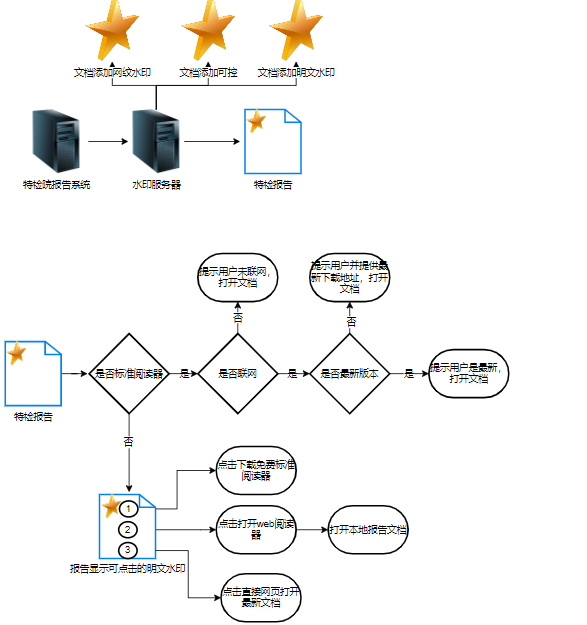 文档添加网纹水印
文档添加可控
文档添加明文水印
特检院报告系统
水印服务器
特检报告
提示用户未联网，
打开文档
提示用户并提供最
新下载地址，打开
文档
否
否
特检报告
是否标准阅读器
是
是否联网
是
是否最新版本
是
提示用户是最新，
打开文档
否
点击下载免费标准
阅读器
1
2
3
报告显示可点击的明文水印
点击打开web阅读
器
打开本地报告文档
点击直接网页打开
最新文档